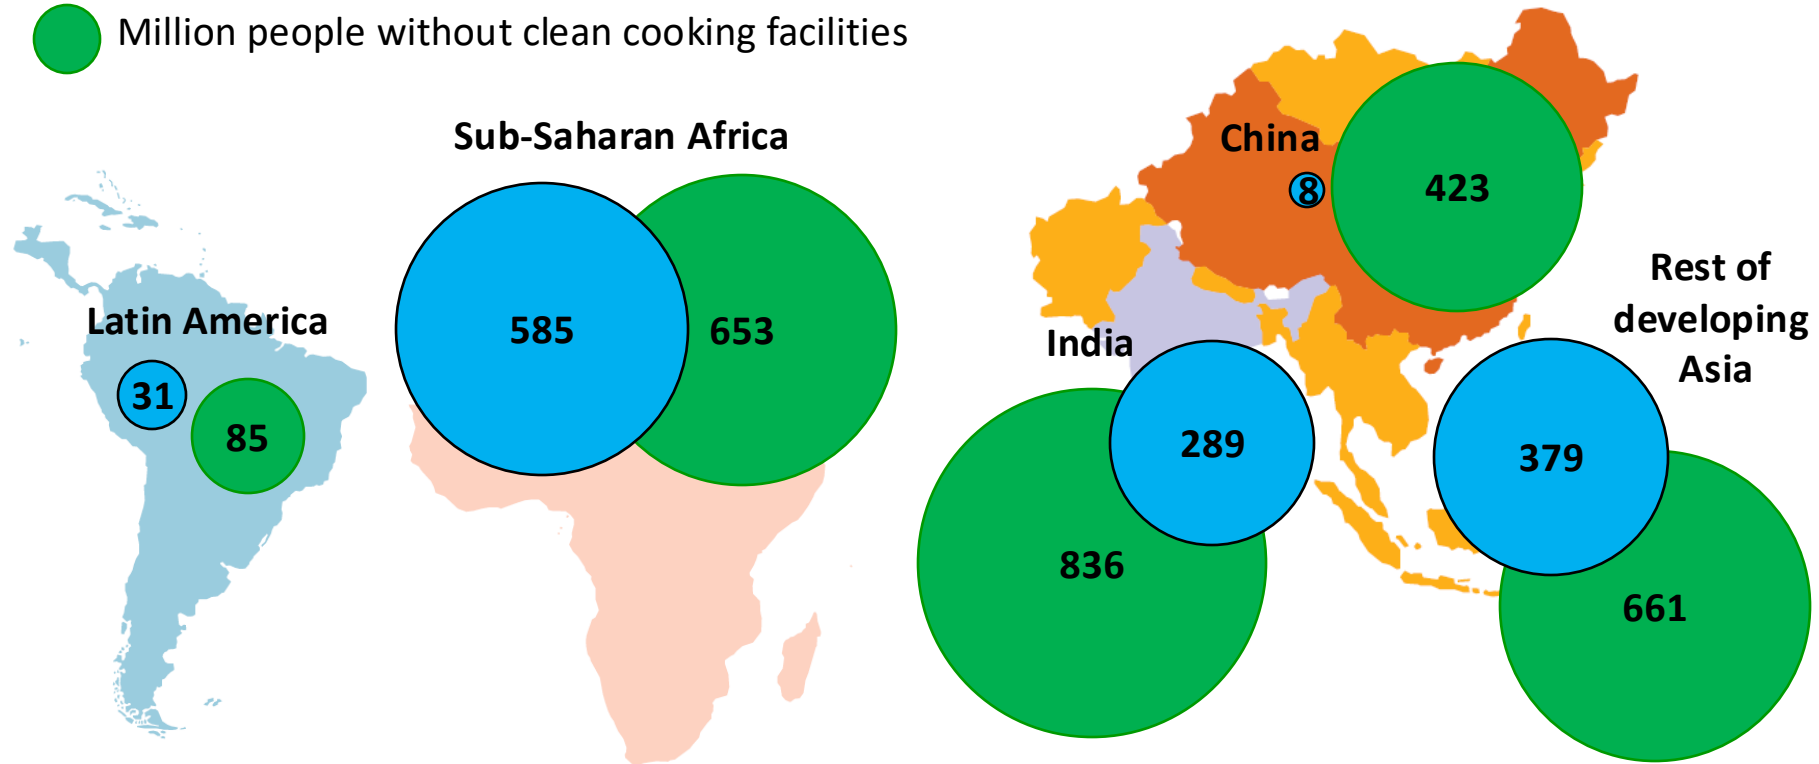 Million people without clean cooking facilities
Sub-Saharan Africa
585
653
Latin America
31
85
China
8
423
India
289
836
Rest of
developing
Asia
379
661